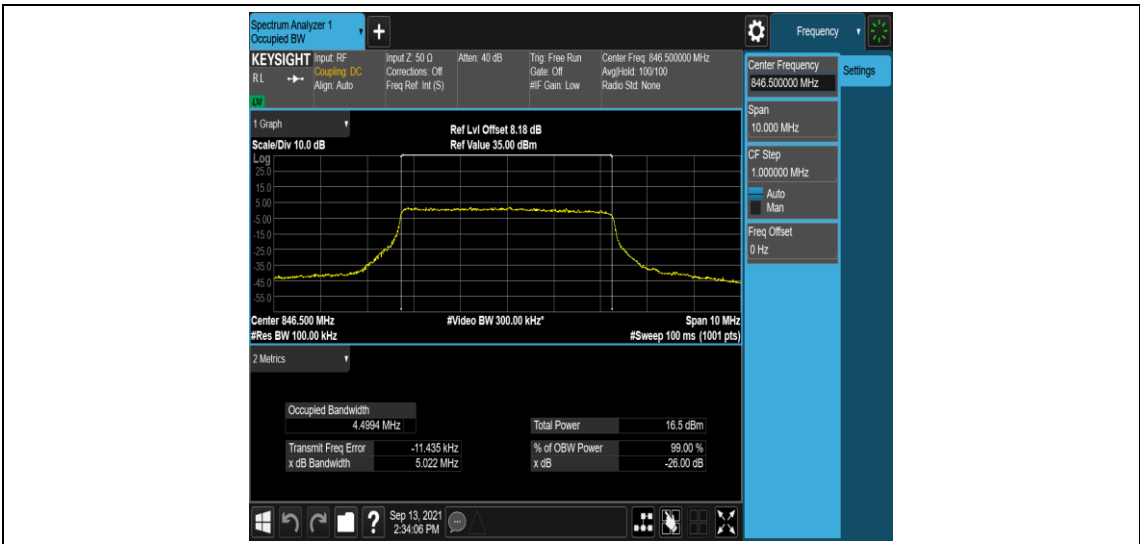 Spectrum Analyzer 1
Occupied BW
+
Frequency
KEYSIGHT Input: RF
RL
Coupling: DC
Align: Auto
LXI
Input Z: 50 Ω
Corrections: Off
Freq Ref: Int (S)
Atten: 40 dB
Trig: Free Run
Gate: Off
#IF Gain: Low
Center Freq: 846.500000 MHz
Avg|Hold: 100/100
Radio Std: None
Center Frequency
846.500000 MHz
Settings
Span
10.000 MHz
CF Step
1.000000 MHz
Auto
Man
Freq Offset
0 Hz
1 Graph
Scale/Div 10.0 dB
Ref Lvl Offset 8.18 dB
Ref Value 35.00 dBm
Log
25.0
15.0
5.00
-5.00
-15.0
-25.0
-35.0
-45.0
-55.0
Center 846.500 MHz
#Video BW 300.00 kHz*
Span 10 MHz
#Res BW 100.00 kHz
#Sweep 100 ms (1001 pts)
2 Metrics
Occupied Bandwidth
4.4994 MHz
Total Power 16.5 dBm
Transmit Freq Error -11.435 kHz
% of OBW Power 99.00 %
x dB Bandwidth 5.022 MHz
x dB -26.00 dB
?
Sep 13, 2021
2:34:06 PM